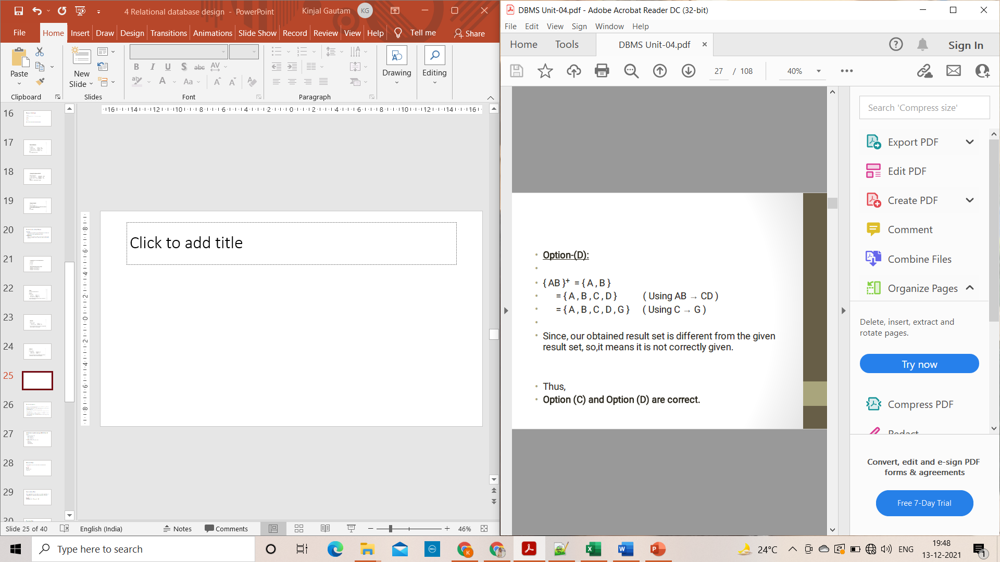 4 Relational database design - PowerPoint
Kinjal Gautam
KG
File
Home
Insert
Draw
Design
Transitions
Animations
Slide Show
Record
Review
View
Help
Tell me
Share
Paste
New
Slide
Drawing
Editing
Clipboard
Slides
Font
Paragraph
16
17
18
19
20
21
22
23
24
25
26
27
28
29
30
Click to add title
Slide 25 of 40
English (India)
Notes
Comments
46%
DBMS Unit-04.pdf - Adobe Acrobat Reader DC (32-bit)
File Edit View Sign Window Help
Home
Tools
DBMS Unit-04.pdf
Sign In
27 / 108
40%
Option-(D):
{ AB }+ = { A , B }
= { A , B , C , D } ( Using AB → CD )
= { A , B , C , D , G } ( Using C → G )
Since, our obtained result set is different from the given
result set, so,it means it is not correctly given.
Thus,
Option (C) and Option (D) are correct.
Search 'Compress size'
Export PDF
Edit PDF
Create PDF
Comment
Combine Files
Organize Pages
Delete, insert, extract and
rotate pages.
Try now
Compress PDF
Redact
Convert, edit and e-sign PDF
forms & agreements
Free 7-Day Trial
Type here to search
24°C
ENG
19:48
13-12-2021
1